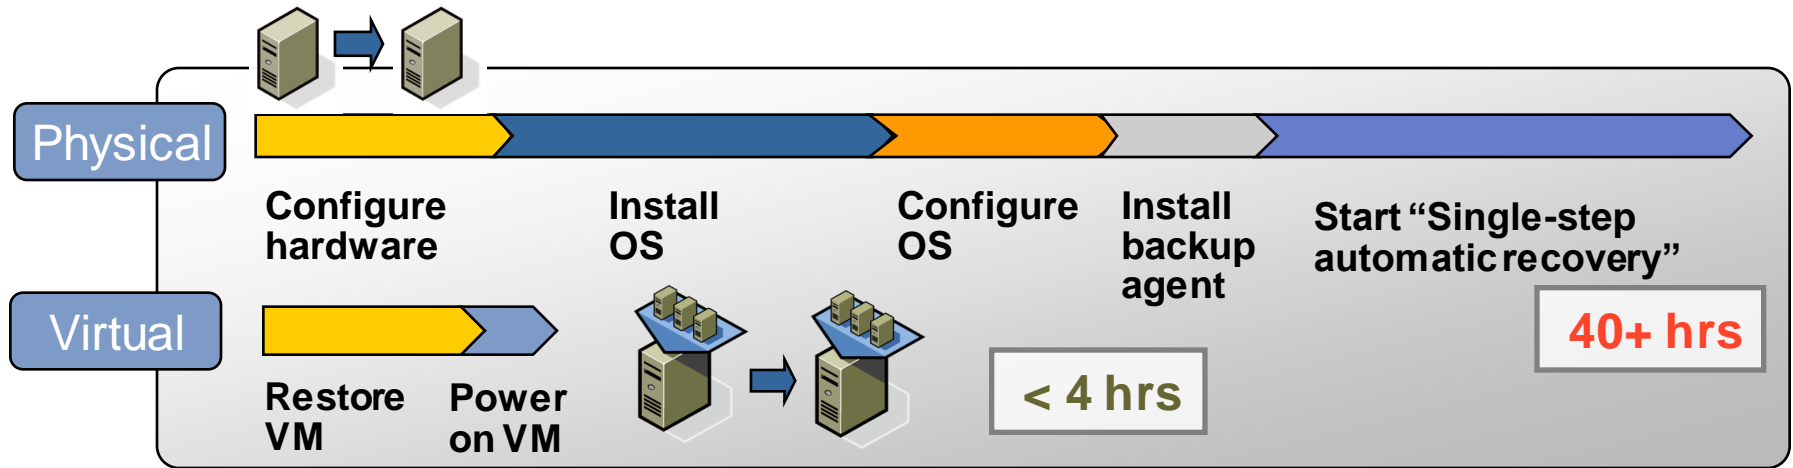 Physical
Configure
hardware
Install
OS
Configure
OS
Install
backup
agent
Start “Single-step
automatic recovery”
40+ hrs
Virtual
Restore
VM
Power
on VM
< 4 hrs